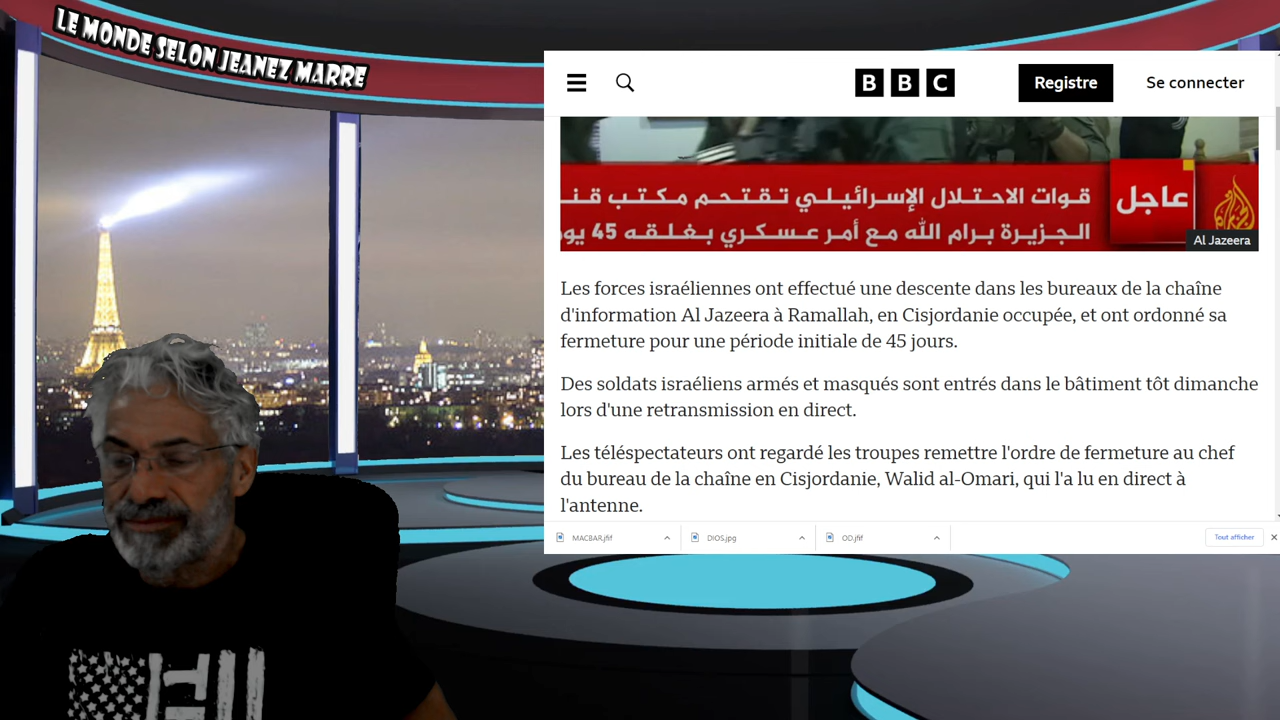 LE MONDE SELON JEANEZ MARRE
BBC
Registre
Se connecter
قوات الاحتلال الإسرائيلي تقتحم مكتب قنـ
الجزيرة برام الله مع أمر عسكري بغلقه 45 يو
عاجل
Al Jazeera
Les forces israéliennes ont effectué une descente dans les bureaux de la chaîne
d'information Al Jazeera à Ramallah, en Cisjordanie occupée, et ont ordonné sa
fermeture pour une période initiale de 45 jours.
Des soldats israéliens armés et masqués sont entrés dans le bâtiment tôt dimanche
lors d'une retransmission en direct.
Les téléspectateurs ont regardé les troupes remettre l'ordre de fermeture au chef
du bureau de la chaîne en Cisjordanie, Walid al-Omari, qui l'a lu en direct à
l'antenne.
MACBAR.jfif
DIOS.jpg
OD.jfif
Tout afficher